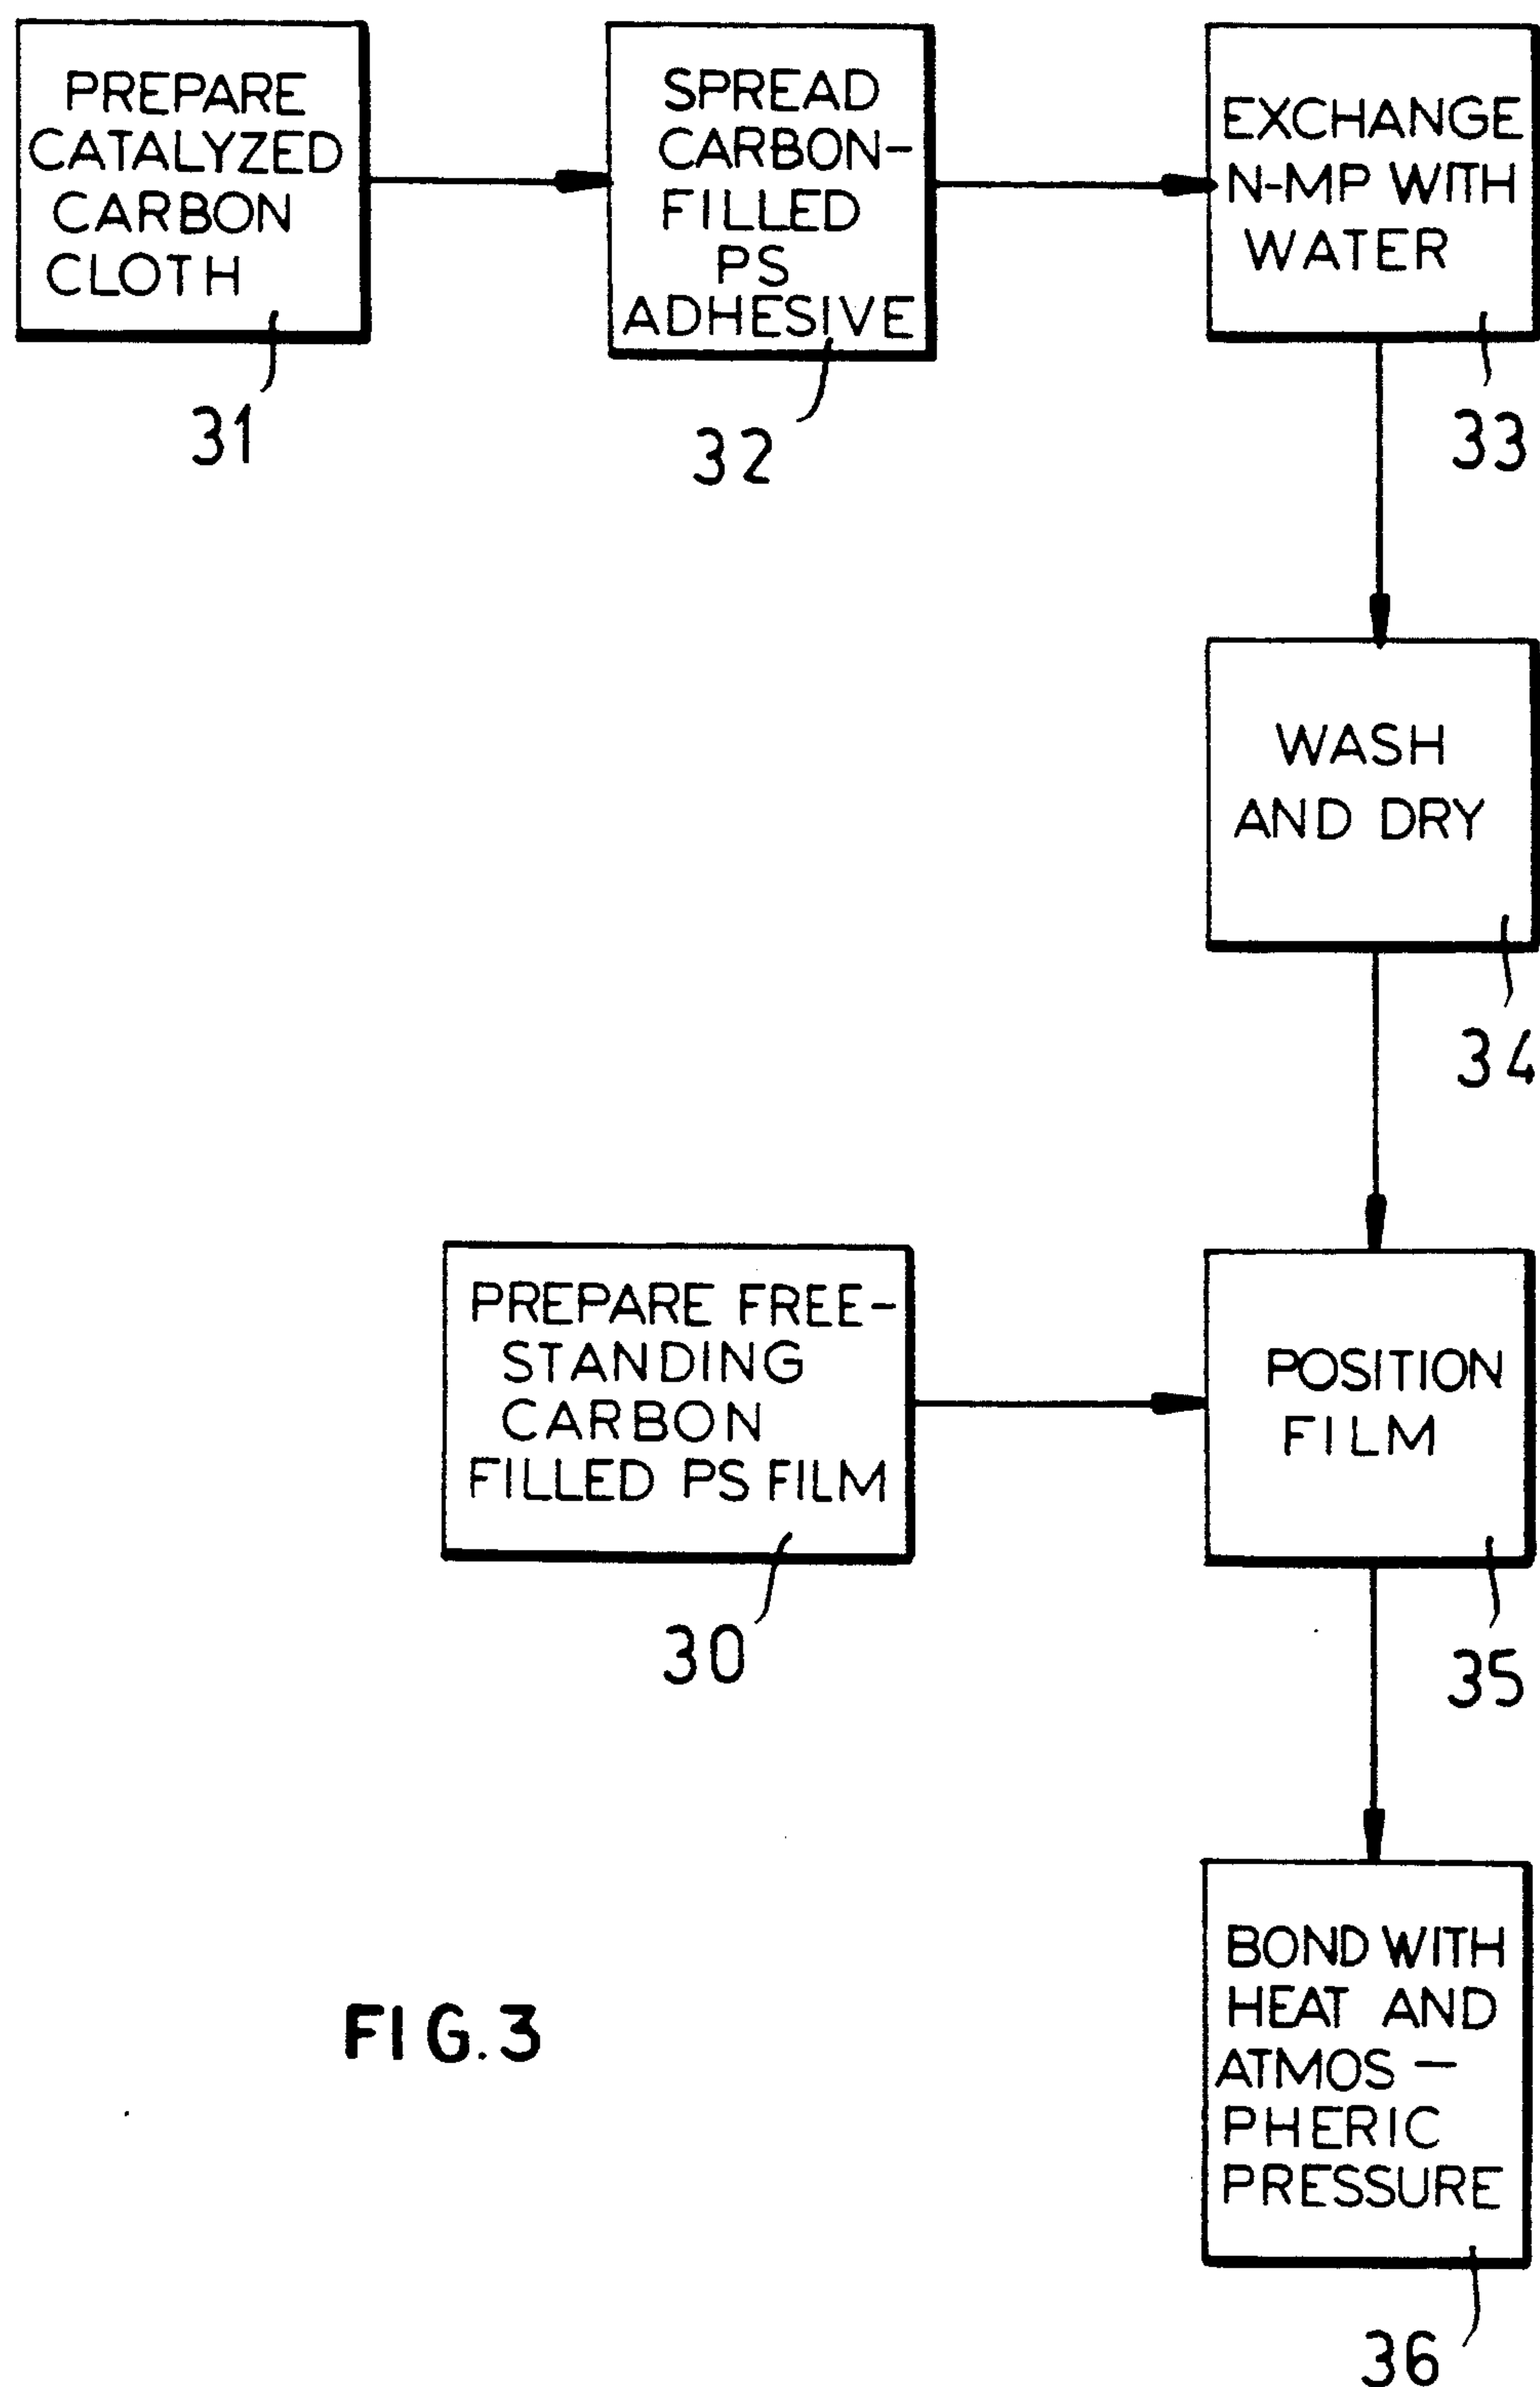 PREPARE
CATALYZED
CARBON
CLOTH
31
SPREAD
CARBON-
FILLED
PS
ADHESIVE
32
EXCHANGE
N-MP WITH
WATER
33
WASH
AND DRY
34
PREPARE FREE-
STANDING
CARBON
FILLED PS FILM
30
POSITION
FILM
35
BOND WITH
HEAT AND
ATMOS-
PHERIC
PRESSURE
36
FIG.3